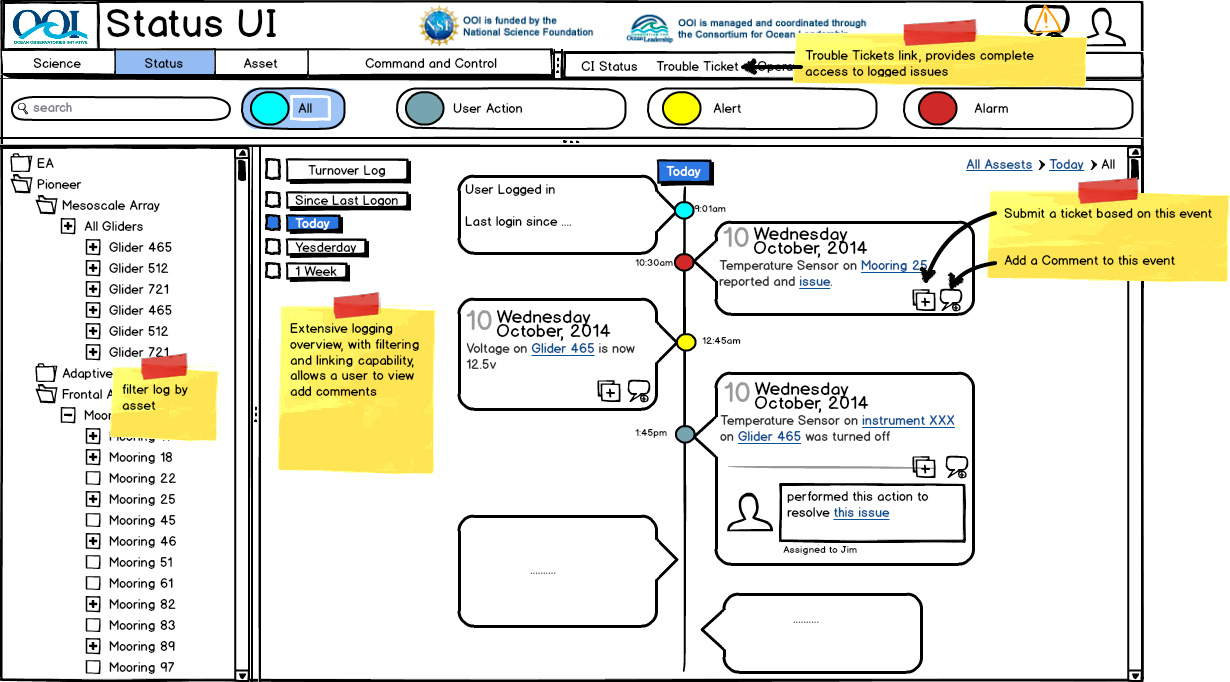 OOI
OCEAN OBSERVATORIES INITIATIVE
Status UI
NSF
OOI is funded by the
National Science Foundation
Ocean Leadership
OOI is managed and coordinated through
the Consortium for Ocean Leadership
Science
Status
Asset
Command and Control
CI Status
Trouble Ticket
Opera
Trouble Tickets link, provides complete
access to logged issues
search
All
User Action
Alert
Alarm
EA
Pioneer
Mesoscale Array
All Gliders
Glider 465
Glider 512
Glider 721
Glider 465
Glider 512
Glider 721
Adaptive
Frontal A
Moor
filter log by
asset
Mooring 18
Mooring 22
Mooring 25
Mooring 45
Mooring 46
Mooring 51
Mooring 61
Mooring 82
Mooring 83
Mooring 89
Mooring 97
Turnover Log
Since Last Logon
Today
Yesderday
1 Week
Extensive logging
overview, with filtering
and linking capability,
allows a user to view
add comments
Today
All Assests > Today > All
User Logged in
Last login since ....
9:01am
10 Wednesday
October, 2014
Temperature Sensor on Mooring 25
reported and issue.
10:30am
Submit a ticket based on this event
Add a Comment to this event
10 Wednesday
October, 2014
Voltage on Glider 465 is now
12.5v
12:45am
10 Wednesday
October, 2014
Temperature Sensor on instrument XXX
on Glider 465 was turned off
1:45pm
performed this action to
resolve this issue
Assigned to Jim
..........
..........